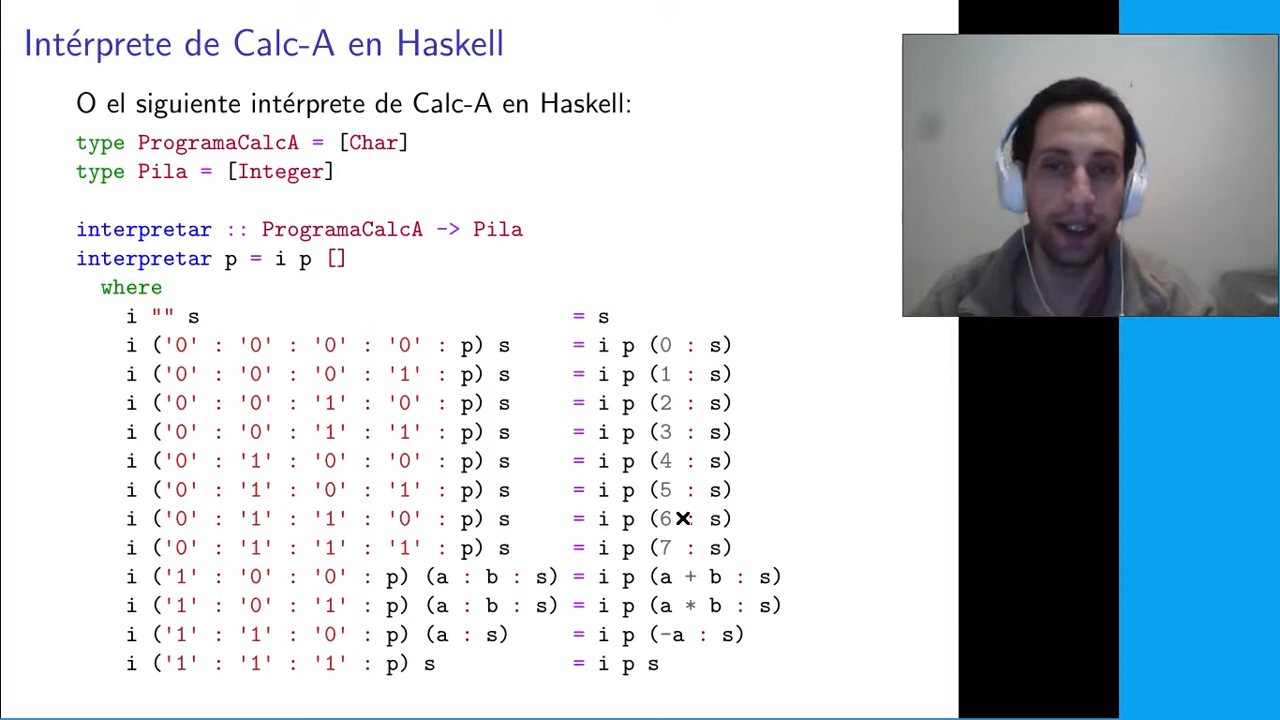 Intérprete de Calc-A en Haskell
O el siguiente intérprete de Calc-A en Haskell:
type ProgramaCalcA = [Char]
type Pila = [Integer]
interpretar :: ProgramaCalcA -> Pila
interpretar p = i p []
where
i "" s = s
i ('0' : '0' : '0' : '0' : p) s = i p (0 : s)
i ('0' : '0' : '0' : '1' : p) s = i p (1 : s)
i ('0' : '0' : '1' : '0' : p) s = i p (2 : s)
i ('0' : '0' : '1' : '1' : p) s = i p (3 : s)
i ('0' : '1' : '0' : '0' : p) s = i p (4 : s)
i ('0' : '1' : '0' : '1' : p) s = i p (5 : s)
i ('0' : '1' : '1' : '0' : p) s = i p (6 : s)
i ('0' : '1' : '1' : '1' : p) s = i p (7 : s)
i ('1' : '0' : '0' : p) (a : b : s) = i p (a + b : s)
i ('1' : '0' : '1' : p) (a : b : s) = i p (a * b : s)
i ('1' : '1' : '0' : p) (a : s) = i p (-a : s)
i ('1' : '1' : '1' : p) s = i p s